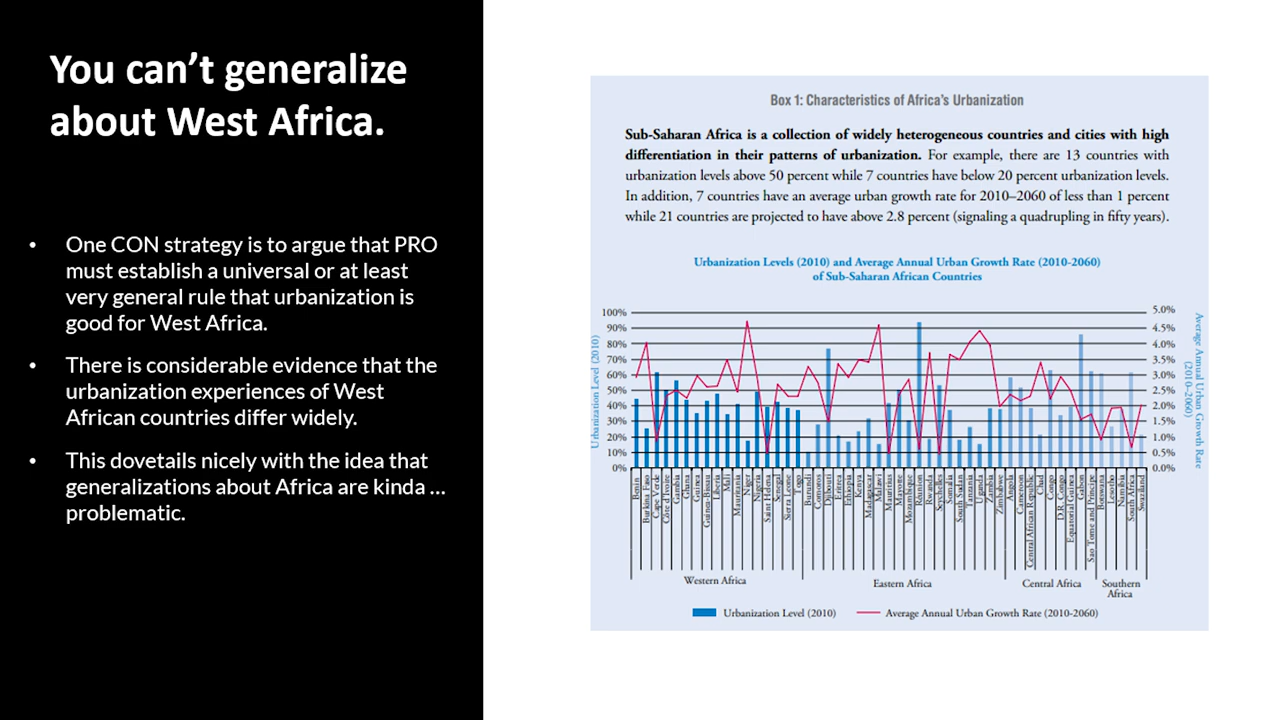 You can’t generalize
about West Africa.
• One CON strategy is to argue that PRO
must establish a universal or at least
very general rule that urbanization is
good for West Africa.
• There is considerable evidence that the
urbanization experiences of West
African countries differ widely.
• This dovetails nicely with the idea that
generalizations about Africa are kinda ...
problematic.
Box 1: Characteristics of Africa’s Urbanization
Sub-Saharan Africa is a collection of widely heterogeneous countries and cities with high
differentiation in their patterns of urbanization. For example, there are 13 countries with
urbanization levels above 50 percent while 7 countries have below 20 percent urbanization levels.
In addition, 7 countries have an average urban growth rate for 2010–2060 of less than 1 percent
while 21 countries are projected to have above 2.8 percent (signaling a quadrupling in fifty years).
Urbanization Levels (2010) and Average Annual Urban Growth Rate (2010-2060)
of Sub-Saharan African Countries
Urbanization Level (2010)
100%
90%
80%
70%
60%
50%
40%
30%
20%
10%
0%
5.0%
4.5%
4.0%
3.5%
3.0%
2.5%
2.0%
1.5%
1.0%
0.5%
0.0%
Average Annual Urban Growth Rate
(2010–2060)
Benin
Burkina Faso
Cape Verde
Côte d'Ivoire
Gambia
Ghana
Guinea
Guinea-Bissau
Liberia
Mali
Mauritania
Niger
Nigeria
Saint Helena
Senegal
Sierra Leone
Togo
Burundi
Comoros
Djibouti
Eritrea
Ethiopia
Kenya
Madagascar
Malawi
Mauritius
Mayotte
Mozambique
Réunion
Rwanda
Seychelles
Somalia
South Sudan
Tanzania
Uganda
Zambia
Zimbabwe
Angola
Cameroon
Central African Republic
Chad
Congo
D.R. Congo
Equatorial Guinea
Gabon
Sao Tome and Principe
Botswana
Lesotho
Namibia
South Africa
Swaziland
Western Africa
Eastern Africa
Central Africa
Southern
Africa
Urbanization Level (2010)
Average Annual Urban Growth Rate (2010-2060)